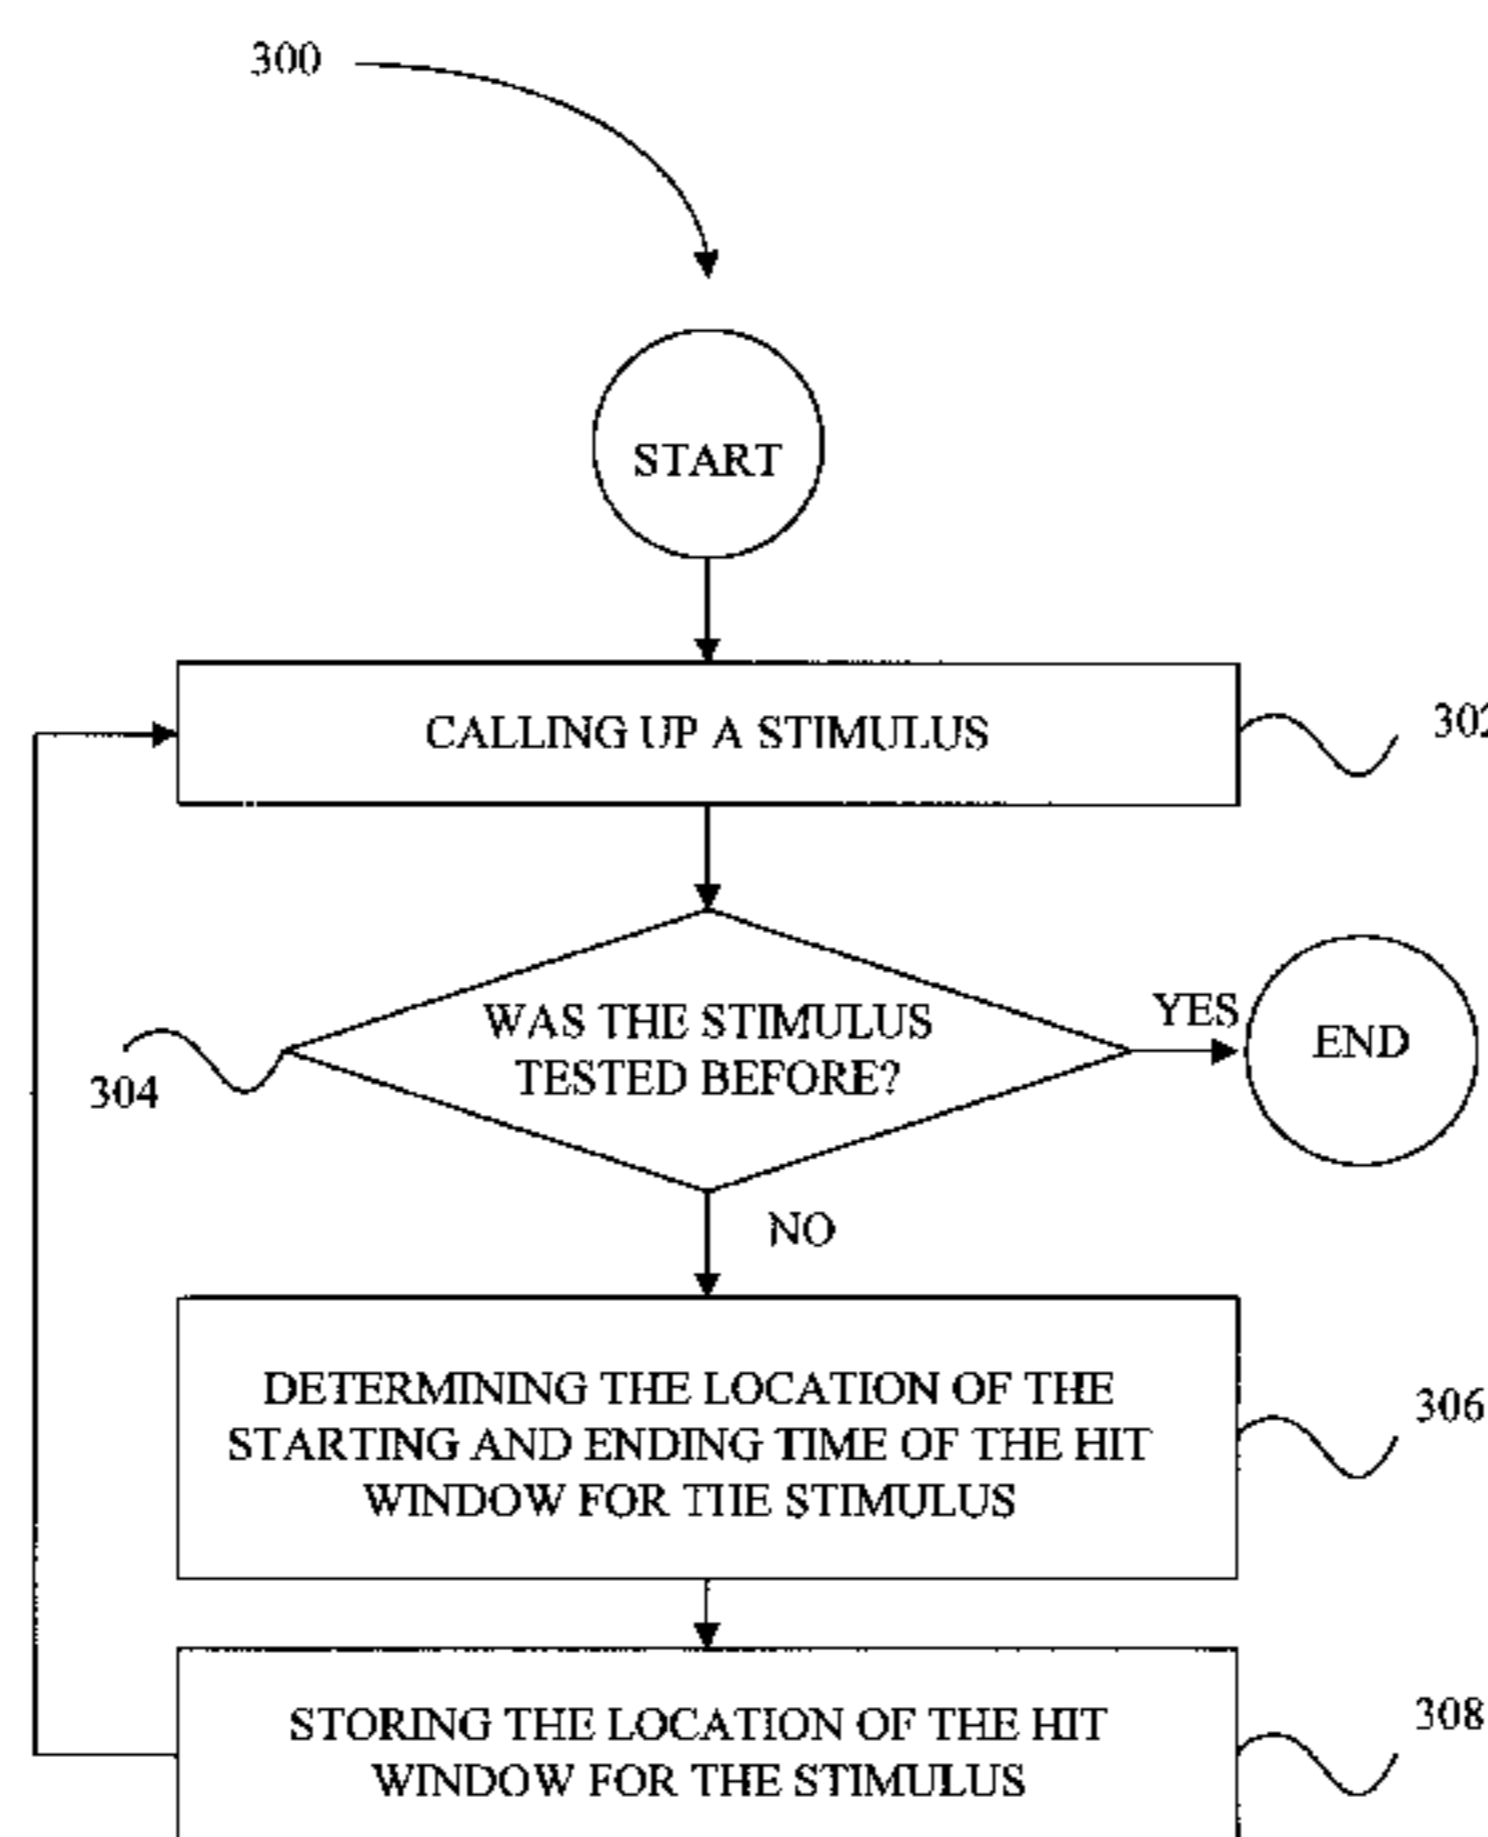 300
START
CALLING UP A STIMULUS
302
WAS THE STIMULUS
TESTED BEFORE?
YES
END
304
NO
DETERMINING THE LOCATION OF THE
STARTING AND ENDING TIME OF THE HIT
WINDOW FOR THE STIMULUS
306
STORING THE LOCATION OF THE HIT
WINDOW FOR THE STIMULUS
308